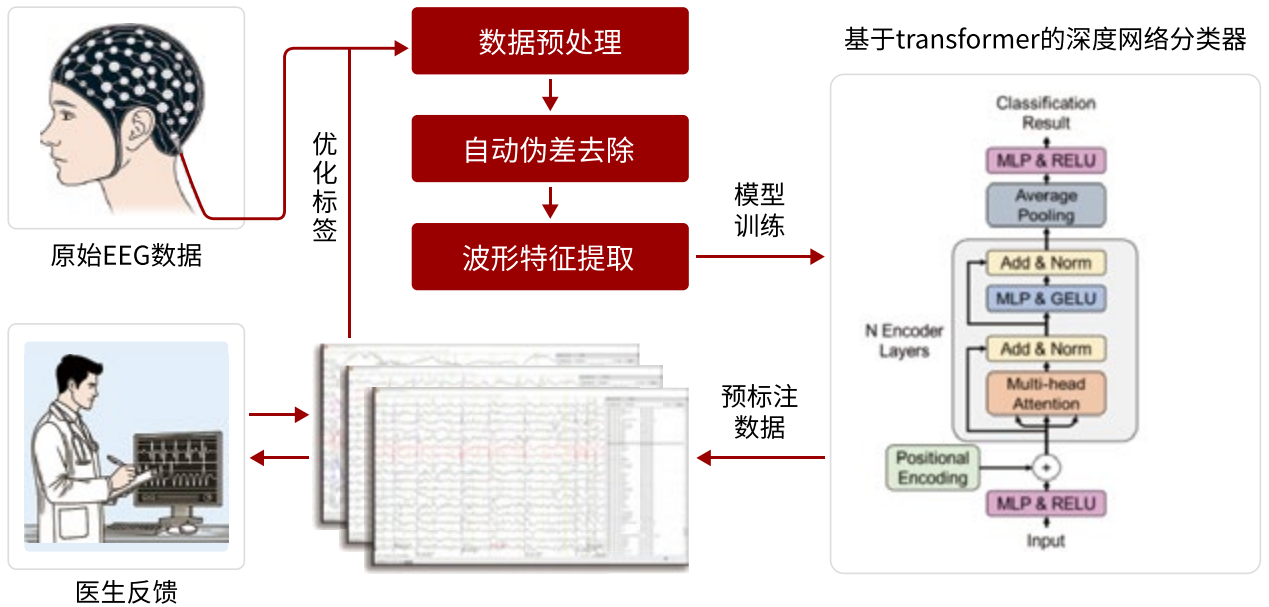 数据预处理
自动伪差去除
波形特征提取
优化标签
原始EEG数据
模型
训练
基于transformer的深度网络分类器
Classification
Result
MLP & RELU
Average
Pooling
Add & Norm
MLP & GELU
N Encoder
Layers
Add & Norm
Multi-head
Attention
Positional
Encoding
+
MLP & RELU
Input
预标注
数据
医生反馈